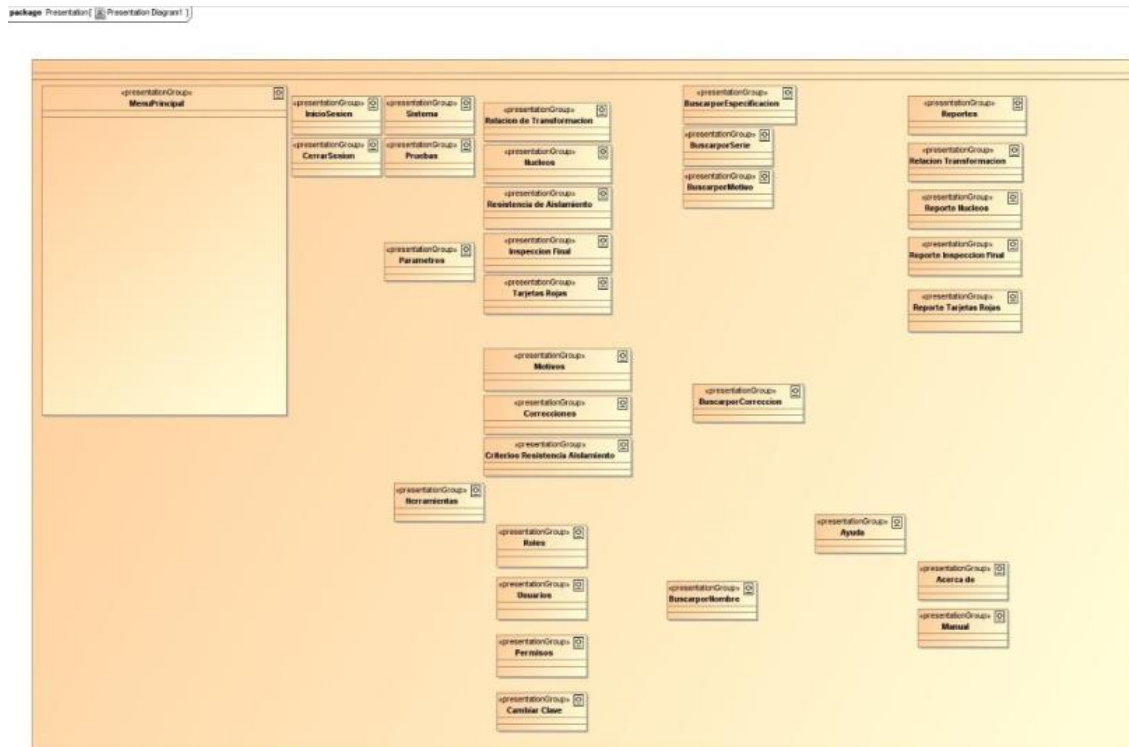 package Presentation[ Presentation Diagram1 ]
«presentationGroup»
MenuPrincipal
«presentationGroup»
InicioSesion
«presentationGroup»
CerrarSesion
«presentationGroup»
Sistema
«presentationGroup»
Pruebas
«presentationGroup»
Parametros
«presentationGroup»
Herramientas
«presentationGroup»
Relacion de Transformacion
«presentationGroup»
Nucleos
«presentationGroup»
Resistencia de Aislamiento
«presentationGroup»
Inspeccion Final
«presentationGroup»
Tarjetas Rojas
«presentationGroup»
Motivos
«presentationGroup»
Correcciones
«presentationGroup»
Criterios Resistencia Aislamiento
«presentationGroup»
Roles
«presentationGroup»
Usuarios
«presentationGroup»
Permisos
«presentationGroup»
Cambiar Clave
«presentationGroup»
BuscarporEspecificacion
«presentationGroup»
BuscarporSerie
«presentationGroup»
BuscarporMotivo
«presentationGroup»
BuscarporCorreccion
«presentationGroup»
BuscarporNombre
«presentationGroup»
Ayuda
«presentationGroup»
Reportes
«presentationGroup»
Relacion Transformacion
«presentationGroup»
Reporte Nucleos
«presentationGroup»
Reporte Inspeccion Final
«presentationGroup»
Reporte Tarjetas Rojas
«presentationGroup»
Acerca de
«presentationGroup»
Manual